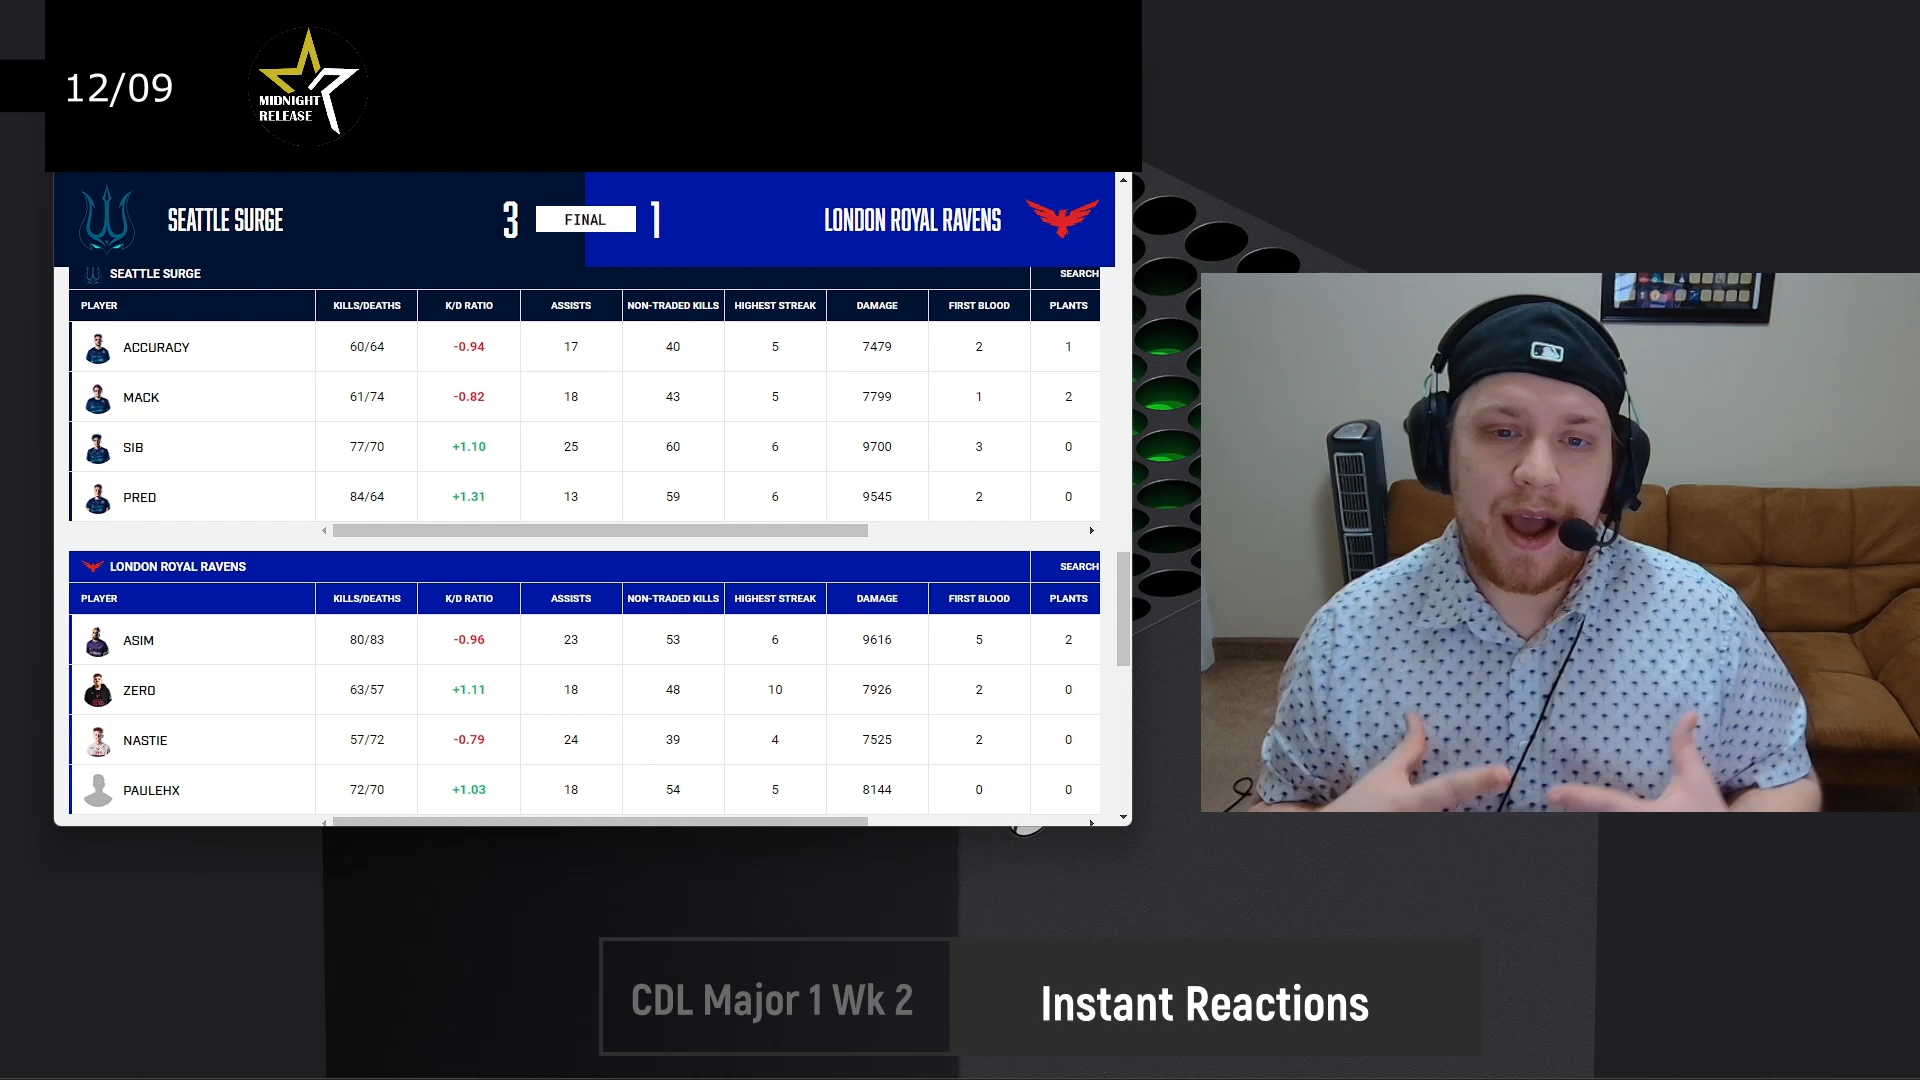 12/09
MIDNIGHT
RELEASE
SEATTLE SURGE 3 FINAL 1 LONDON ROYAL RAVENS
SEATTLE SURGE SEARCH
PLAYER KILLS/DEATHS K/D RATIO ASSISTS NON-TRADED KILLS HIGHEST STREAK DAMAGE FIRST BLOOD PLANTS
ACCURACY 60/64 -0.94 17 40 5 7479 2 1
MACK 61/74 -0.82 18 43 5 7799 1 2
SIB 77/70 +1.10 25 60 6 9700 3 0
PRED 84/64 +1.31 13 59 6 9545 2 0
LONDON ROYAL RAVENS SEARCH
PLAYER KILLS/DEATHS K/D RATIO ASSISTS NON-TRADED KILLS HIGHEST STREAK DAMAGE FIRST BLOOD PLANTS
ASIM 80/83 -0.96 23 53 6 9616 5 2
ZERO 63/57 +1.11 18 48 10 7926 2 0
NASTIE 57/72 -0.79 24 39 4 7525 2 0
PAULEHX 72/70 +1.03 18 54 5 8144 0 0
CDL Major 1 Wk 2 Instant Reactions